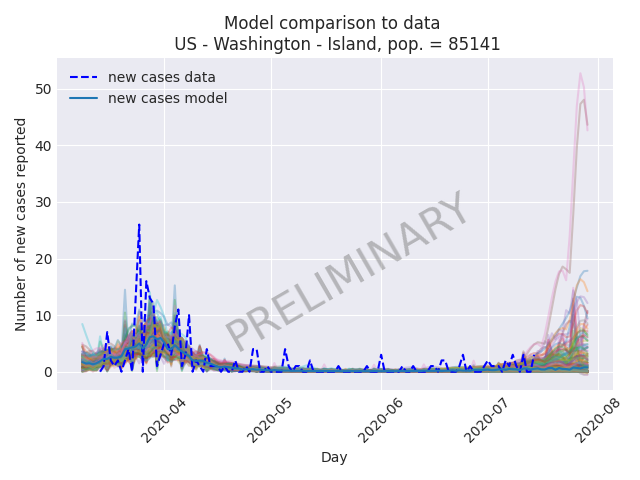 Model comparison to data
US - Washington - Island, pop. = 85141
new cases data
new cases model
Number of new cases reported
50
40
30
20
10
0
PRELIMINARY
2020-04
2020-05
2020-06
2020-07
2020-08
Day